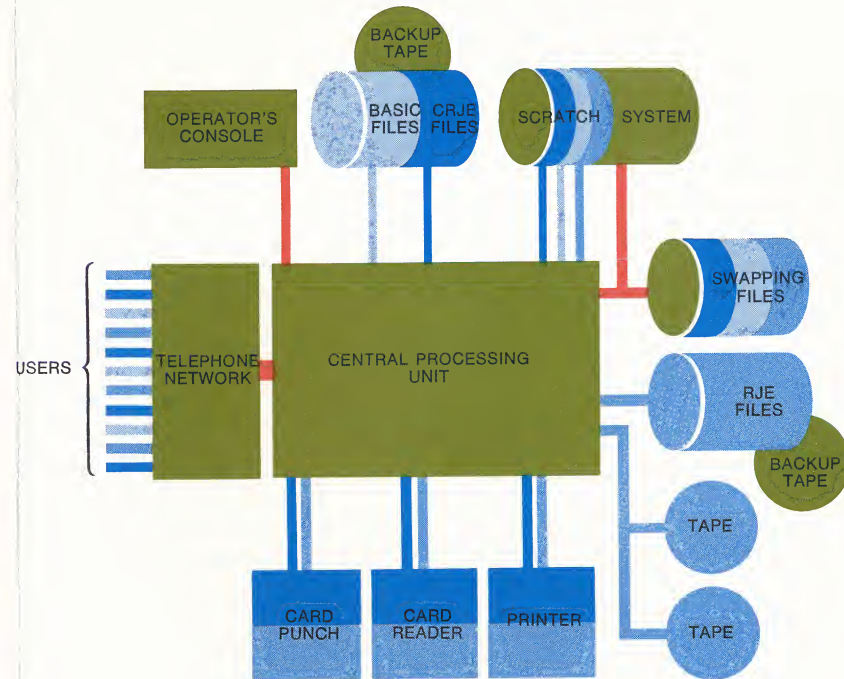 BACKUP
TAPE
OPERATOR'S
CONSOLE
BASIC
FILES
CRJE
FILES
SCRATCH
SYSTEM
SWAPPING
FILES
USERS
TELEPHONE
NETWORK
CENTRAL PROCESSING
UNIT
RJE
FILES
BACKUP
TAPE
TAPE
CARD
PUNCH
CARD
READER
PRINTER
TAPE